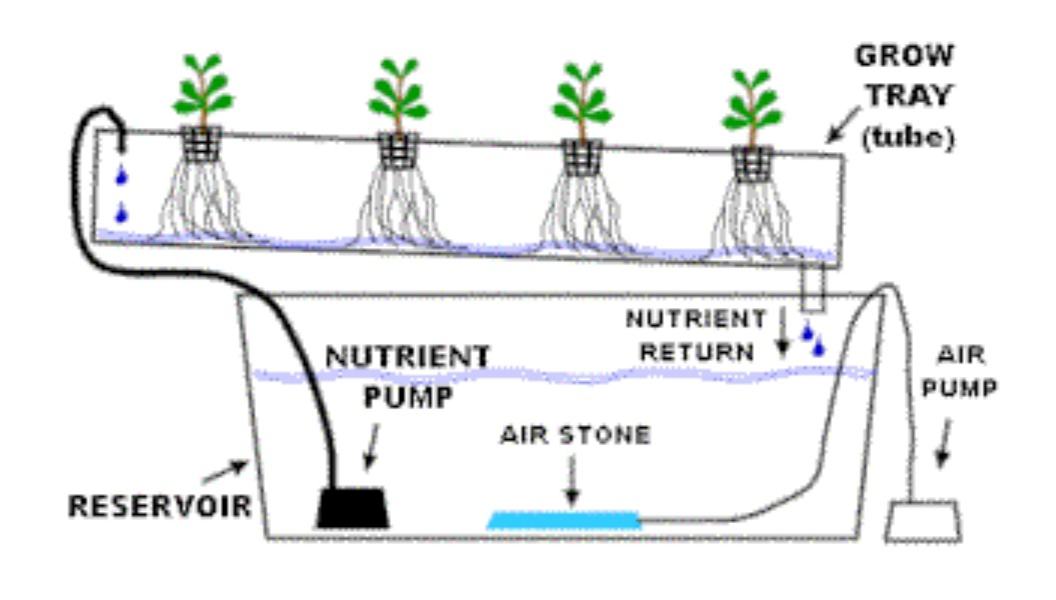 GROW
TRAY
(tube)
NUTRIENT
RETURN
NUTRIENT
PUMP
AIR
PUMP
AIR STONE
RESERVOIR